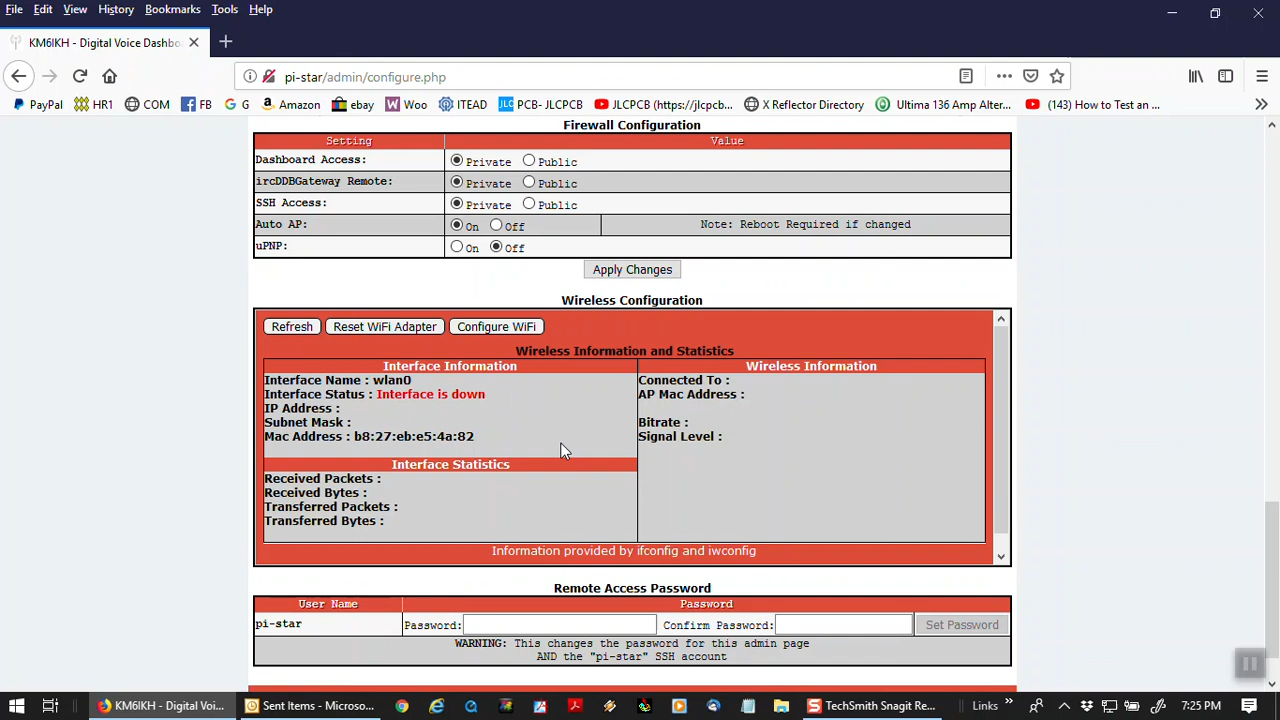 File Edit View History Bookmarks Tools Help
KM6IKH - Digital Voice Dashbo
pi-star/admin/configure.php
PayPal HR1 COM FB G Amazon ebay Woo ITEAD PCB- JLCPCB JLCPCB (https://jlcpcb... X Reflector Directory Ultima 136 Amp Alter... (143) How to Test an ...
Firewall Configuration
Setting Value
Dashboard Access: Private Public
ircDDBGateway Remote: Private Public
SSH Access: Private Public
Auto AP: On Off Note: Reboot Required if changed
uPNP: On Off
Apply Changes
Wireless Configuration
Refresh Reset WiFi Adapter Configure WiFi
Wireless Information and Statistics
Interface Information Wireless Information
Interface Name : wlan0 Connected To :
Interface Status : Interface is down AP Mac Address :
IP Address :
Subnet Mask : Bitrate :
Mac Address : b8:27:eb:e5:4a:82 Signal Level :
Interface Statistics
Received Packets :
Received Bytes :
Transferred Packets :
Transferred Bytes :
Information provided by ifconfig and iwconfig
Remote Access Password
User Name Password
pi-star Password: Confirm Password: Set Password
WARNING: This changes the password for this admin page
AND the "pi-star" SSH account
KM6IKH - Digital Voi... Sent Items - Microso... TechSmith Snagit Re... Links 7:25 PM